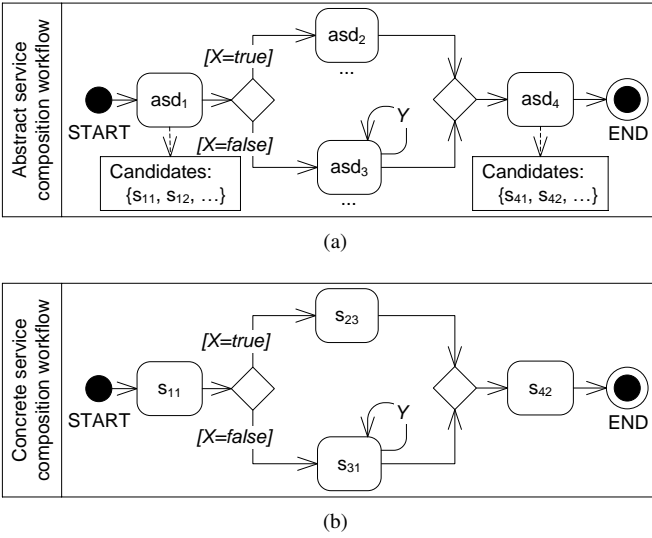 Abstract service
composition workflow
START
asd₁
[X=true]
[X=false]
asd₂
...
Y
asd₃
...
asd₄
END
Candidates:
{s₁₁, s₁₂, ...}
Candidates:
{s₄₁, s₄₂, ...}
(a)
Concrete service
composition workflow
START
s₁₁
[X=true]
[X=false]
s₂₃
Y
s₃₁
s₄₂
END
(b)